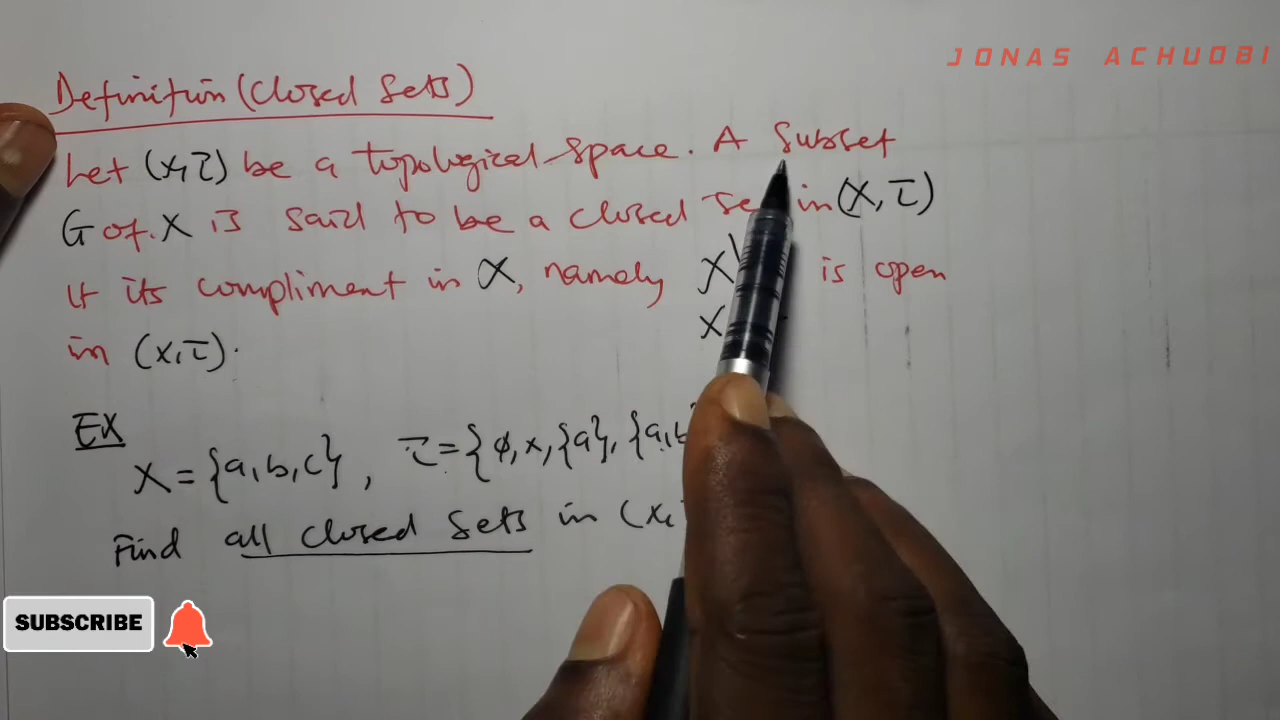 JONAS ACHUOBI
Definition (Closed Sets)
Let (X,τ) be a topological space. A Subset
G of. X is said to be a closed se in (X, τ)
If its compliment in X, namely X\ is open
X
in (X,τ).
EX
X = {a, b, c}, τ = {φ, x, {a}, {a, b
Find all closed sets in (X,
SUBSCRIBE